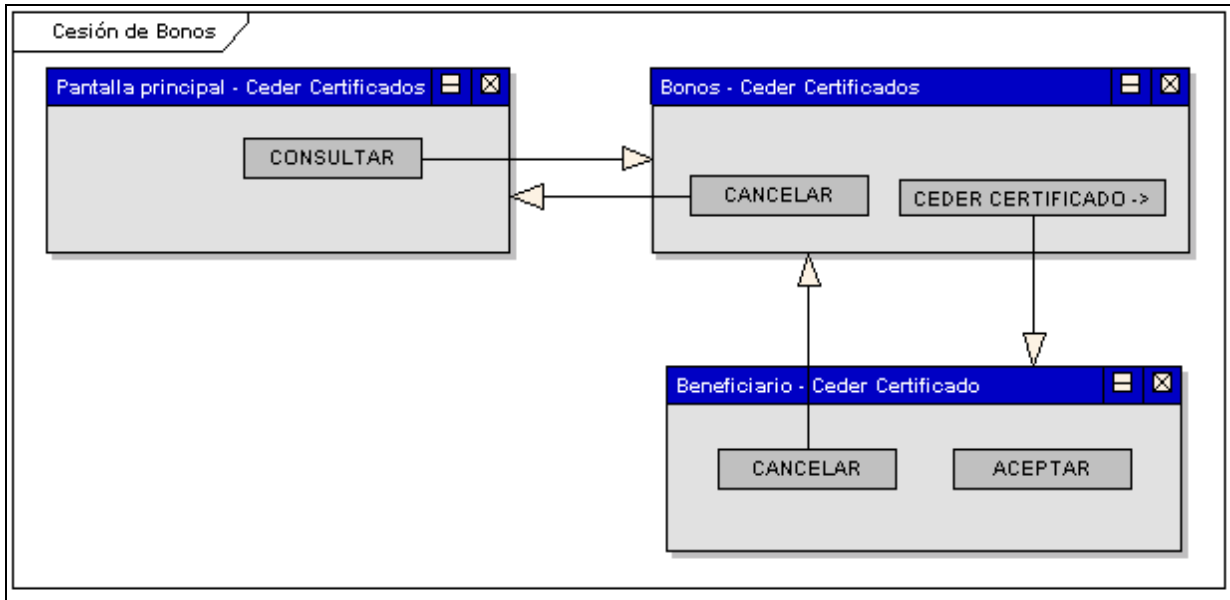 Cesión de Bonos
Pantalla principal - Ceder Certificados
CONSULTAR
Bonos - Ceder Certificados
CANCELAR
CEDER CERTIFICADO ->
Beneficiario - Ceder Certificado
CANCELAR
ACEPTAR